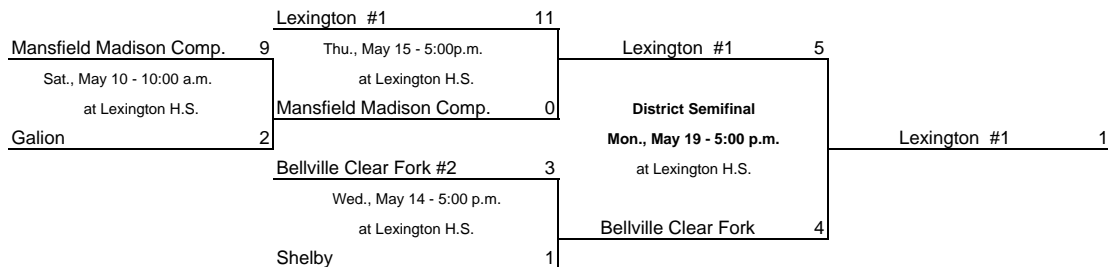 Lexington #1 11
Mansfield Madison Comp. 9
Thu., May 15 - 5:00p.m.
Lexington #1 5
Sat., May 10 - 10:00 a.m.
at Lexington H.S.
at Lexington H.S.
Mansfield Madison Comp. 0
District Semifinal
Galion 2
Mon., May 19 - 5:00 p.m.
Lexington #1 1
Bellville Clear Fork #2 3
at Lexington H.S.
Wed., May 14 - 5:00 p.m.
at Lexington H.S.
Bellville Clear Fork 4
Shelby 1